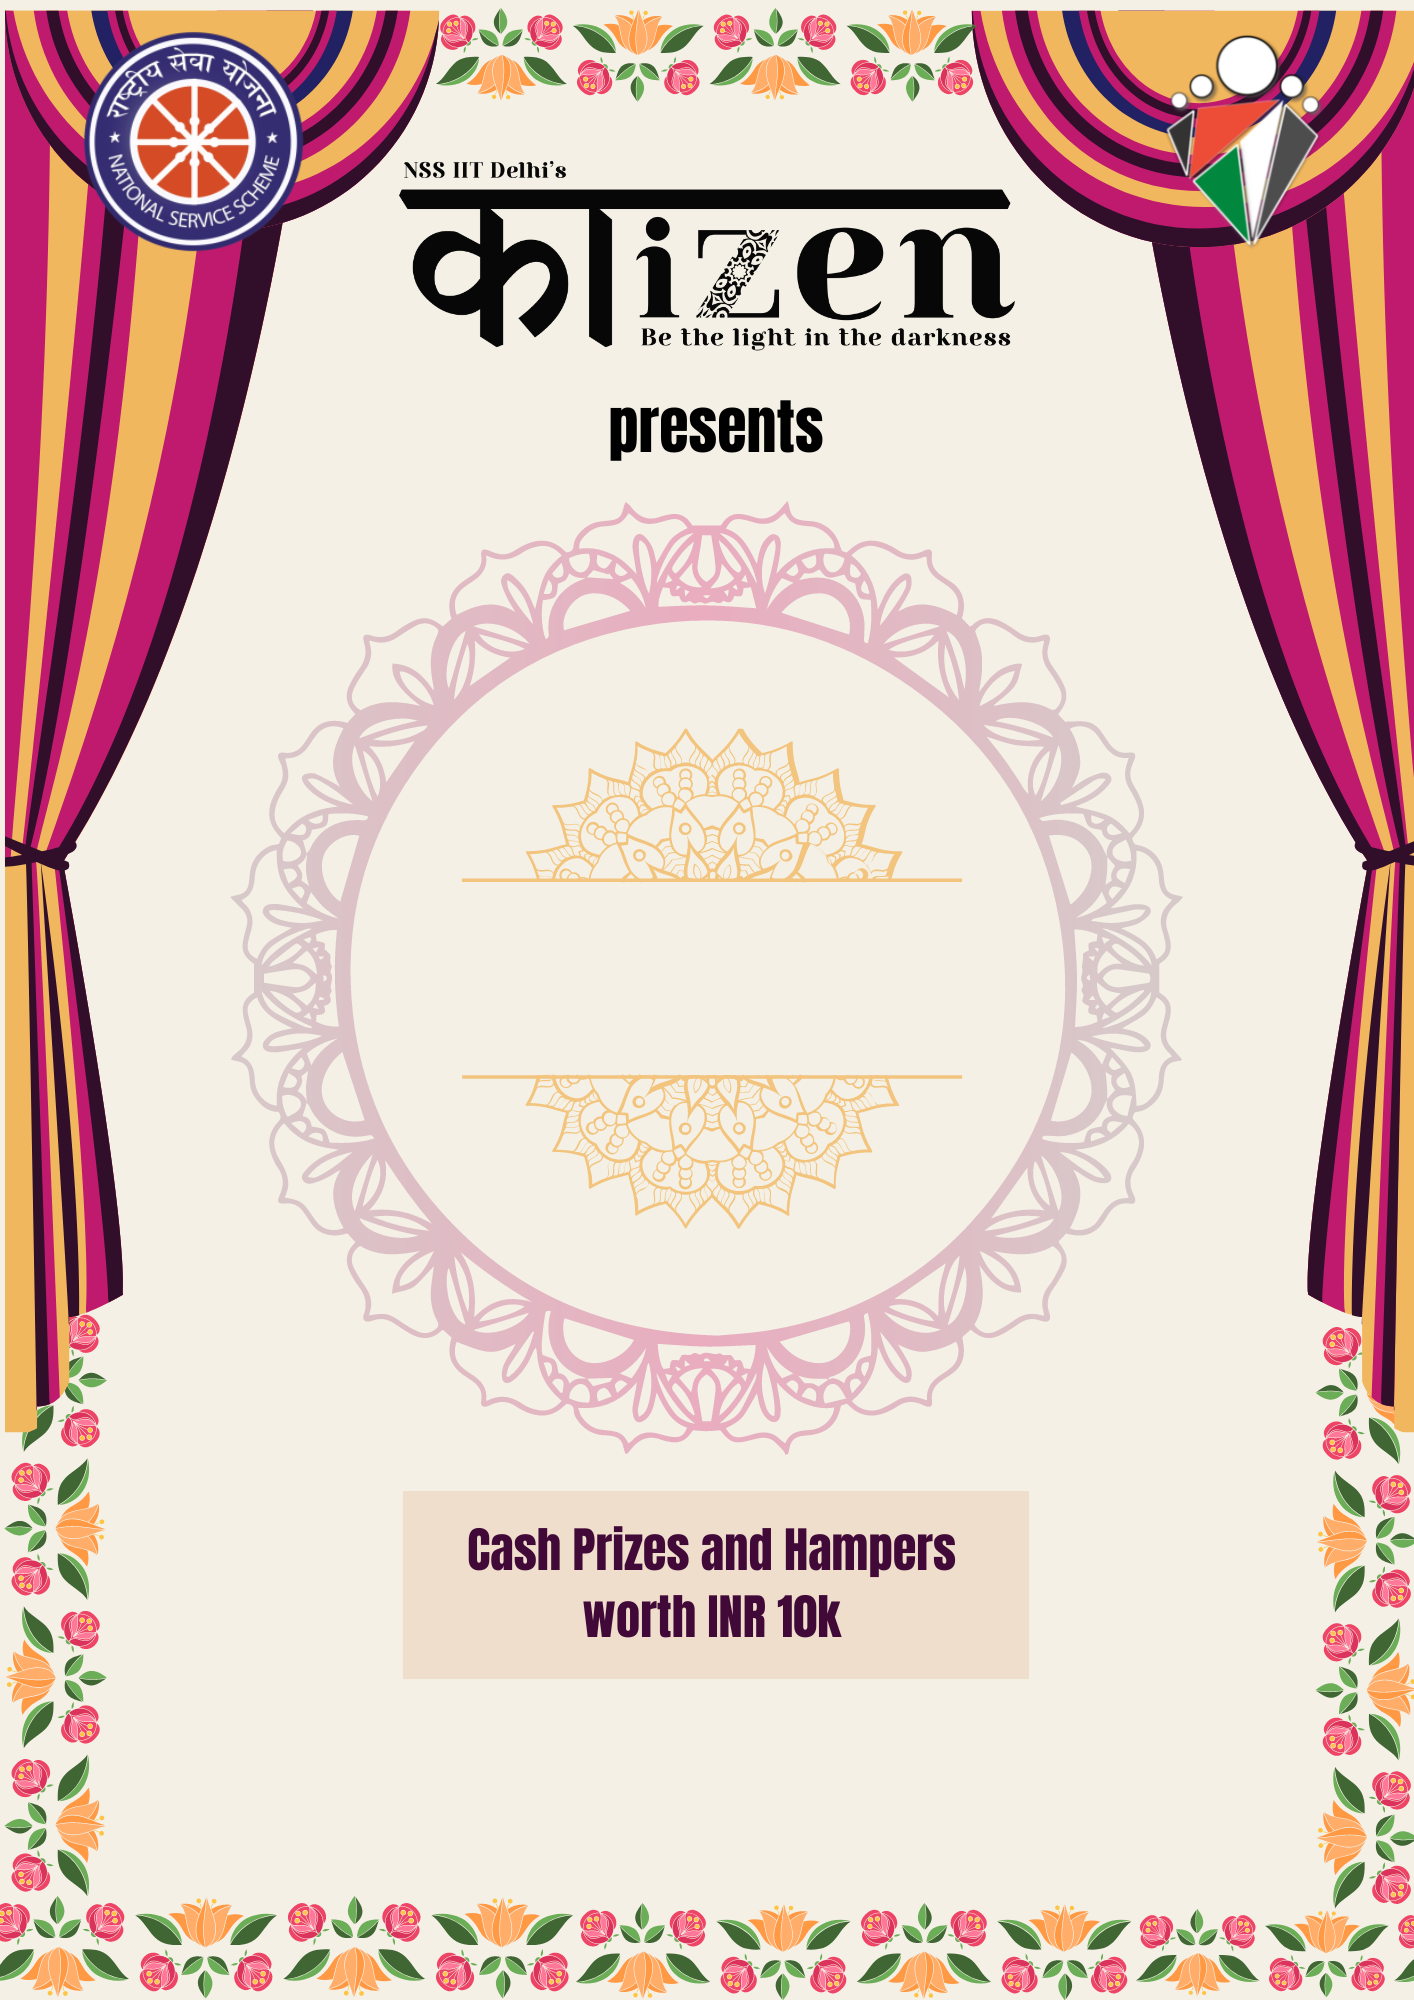 राष्ट्रीय सेवा योजना
NATIONAL SERVICE SCHEME
NSS IIT Delhi's
काizen
Be the light in the darkness
presents
Cash Prizes and Hampers
worth INR 10k